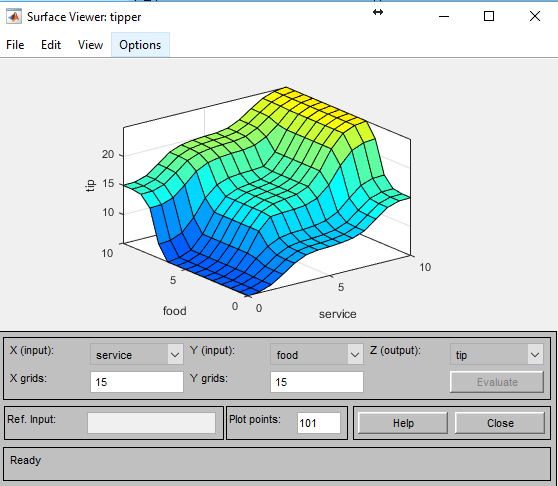 Surface Viewer: tipper
File Edit View Options
20
15
10
tip
10
5
0
food
0
5
10
service
X (input): service Y (input): food Z (output): tip
X grids: 15 Y grids: 15 Evaluate
Ref. Input: Plot points: 101 Help Close
Ready